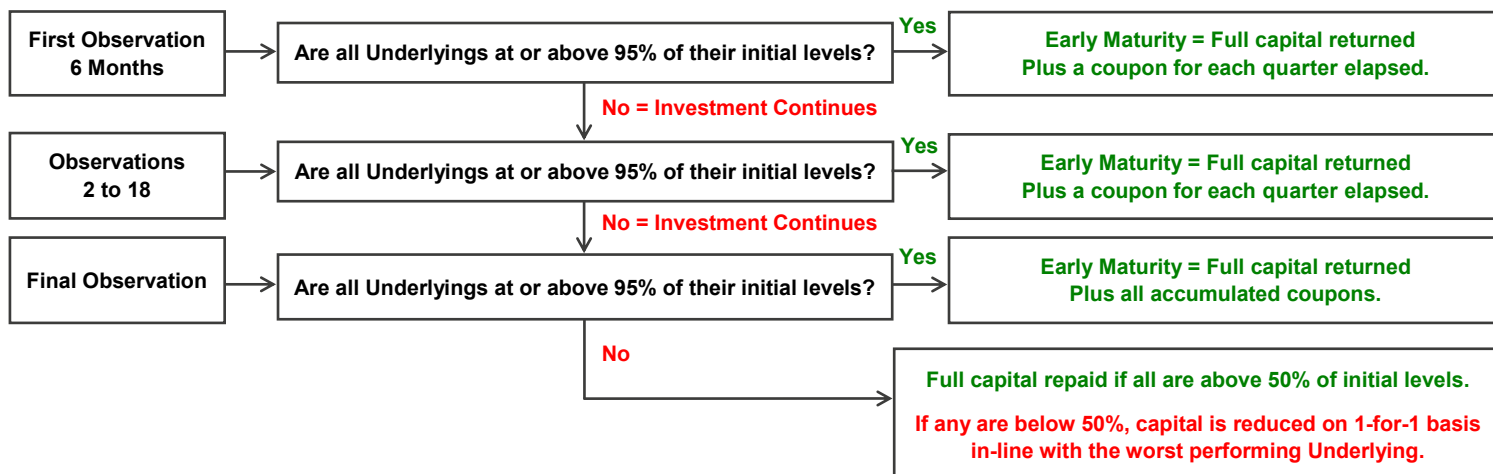 First Observation
6 Months
Are all Underlyings at or above 95% of their initial levels?
Yes
Early Maturity = Full capital returned
Plus a coupon for each quarter elapsed.
No = Investment Continues
Observations
2 to 18
Are all Underlyings at or above 95% of their initial levels?
Yes
Early Maturity = Full capital returned
Plus a coupon for each quarter elapsed.
No = Investment Continues
Final Observation
Are all Underlyings at or above 95% of their initial levels?
Yes
Early Maturity = Full capital returned
Plus all accumulated coupons.
No
Full capital repaid if all are above 50% of initial levels.
If any are below 50%, capital is reduced on 1-for-1 basis
in-line with the worst performing Underlying.